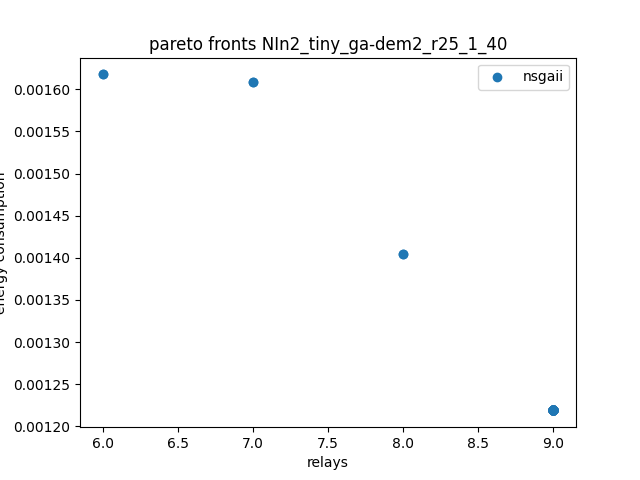 pareto fronts NIn2_tiny_ga-dem2_r25_1_40
nsgaii
0.00160
0.00155
0.00150
0.00145
0.00140
0.00135
0.00130
0.00125
0.00120
energy consumption
6.0 6.5 7.0 7.5 8.0 8.5 9.0
relays